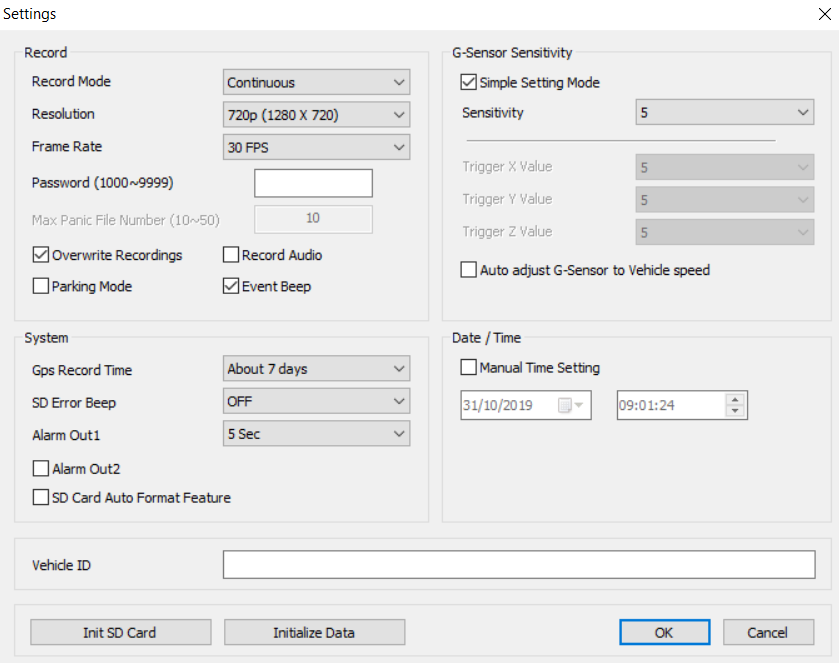 Settings
Record
Record Mode
Continuous
Resolution
720p (1280 X 720)
Frame Rate
30 FPS
Password (1000~9999)
Max Panic File Number (10~50)
10
Overwrite Recordings
Record Audio
Parking Mode
Event Beep
G-Sensor Sensitivity
Simple Setting Mode
Sensitivity
5
Trigger X Value
5
Trigger Y Value
5
Trigger Z Value
5
Auto adjust G-Sensor to Vehicle speed
System
Gps Record Time
About 7 days
SD Error Beep
OFF
Alarm Out1
5 Sec
Alarm Out2
SD Card Auto Format Feature
Date / Time
Manual Time Setting
31/10/2019
09:01:24
Vehicle ID
Init SD Card
Initialize Data
OK
Cancel